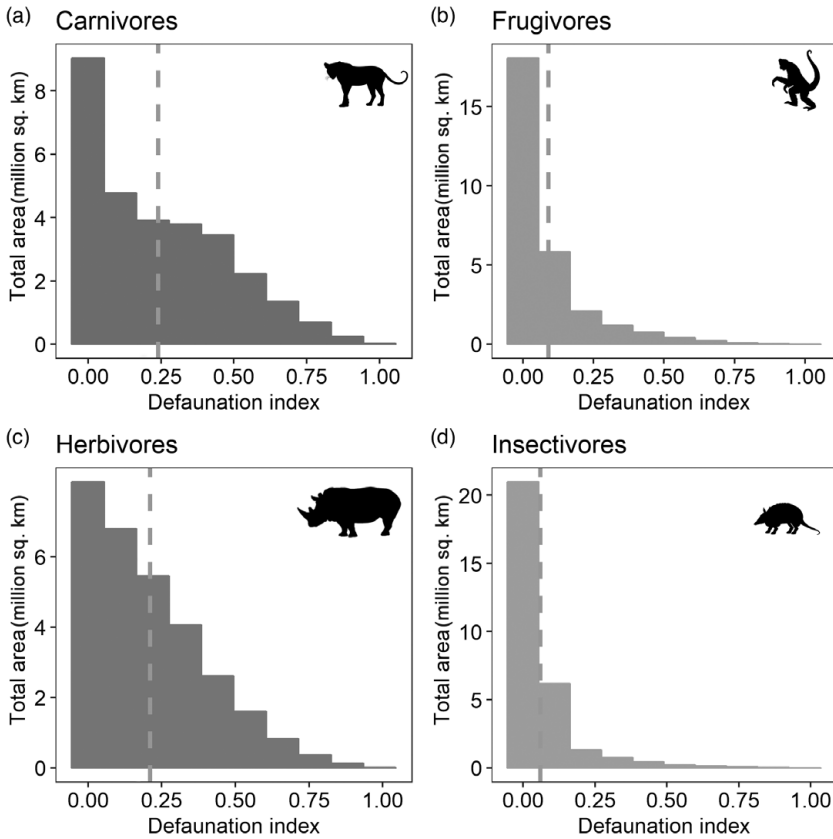 (a) Carnivores
Total area(million sq. km)
8
6
4
2
0
0.00 0.25 0.50 0.75 1.00
Defaunation index
(b) Frugivores
Total area(million sq. km)
15
10
5
0
0.00 0.25 0.50 0.75 1.00
Defaunation index
(c) Herbivores
Total area(million sq. km)
6
4
2
0
0.00 0.25 0.50 0.75 1.00
Defaunation index
(d) Insectivores
Total area(million sq. km)
20
15
10
5
0
0.00 0.25 0.50 0.75 1.00
Defaunation index